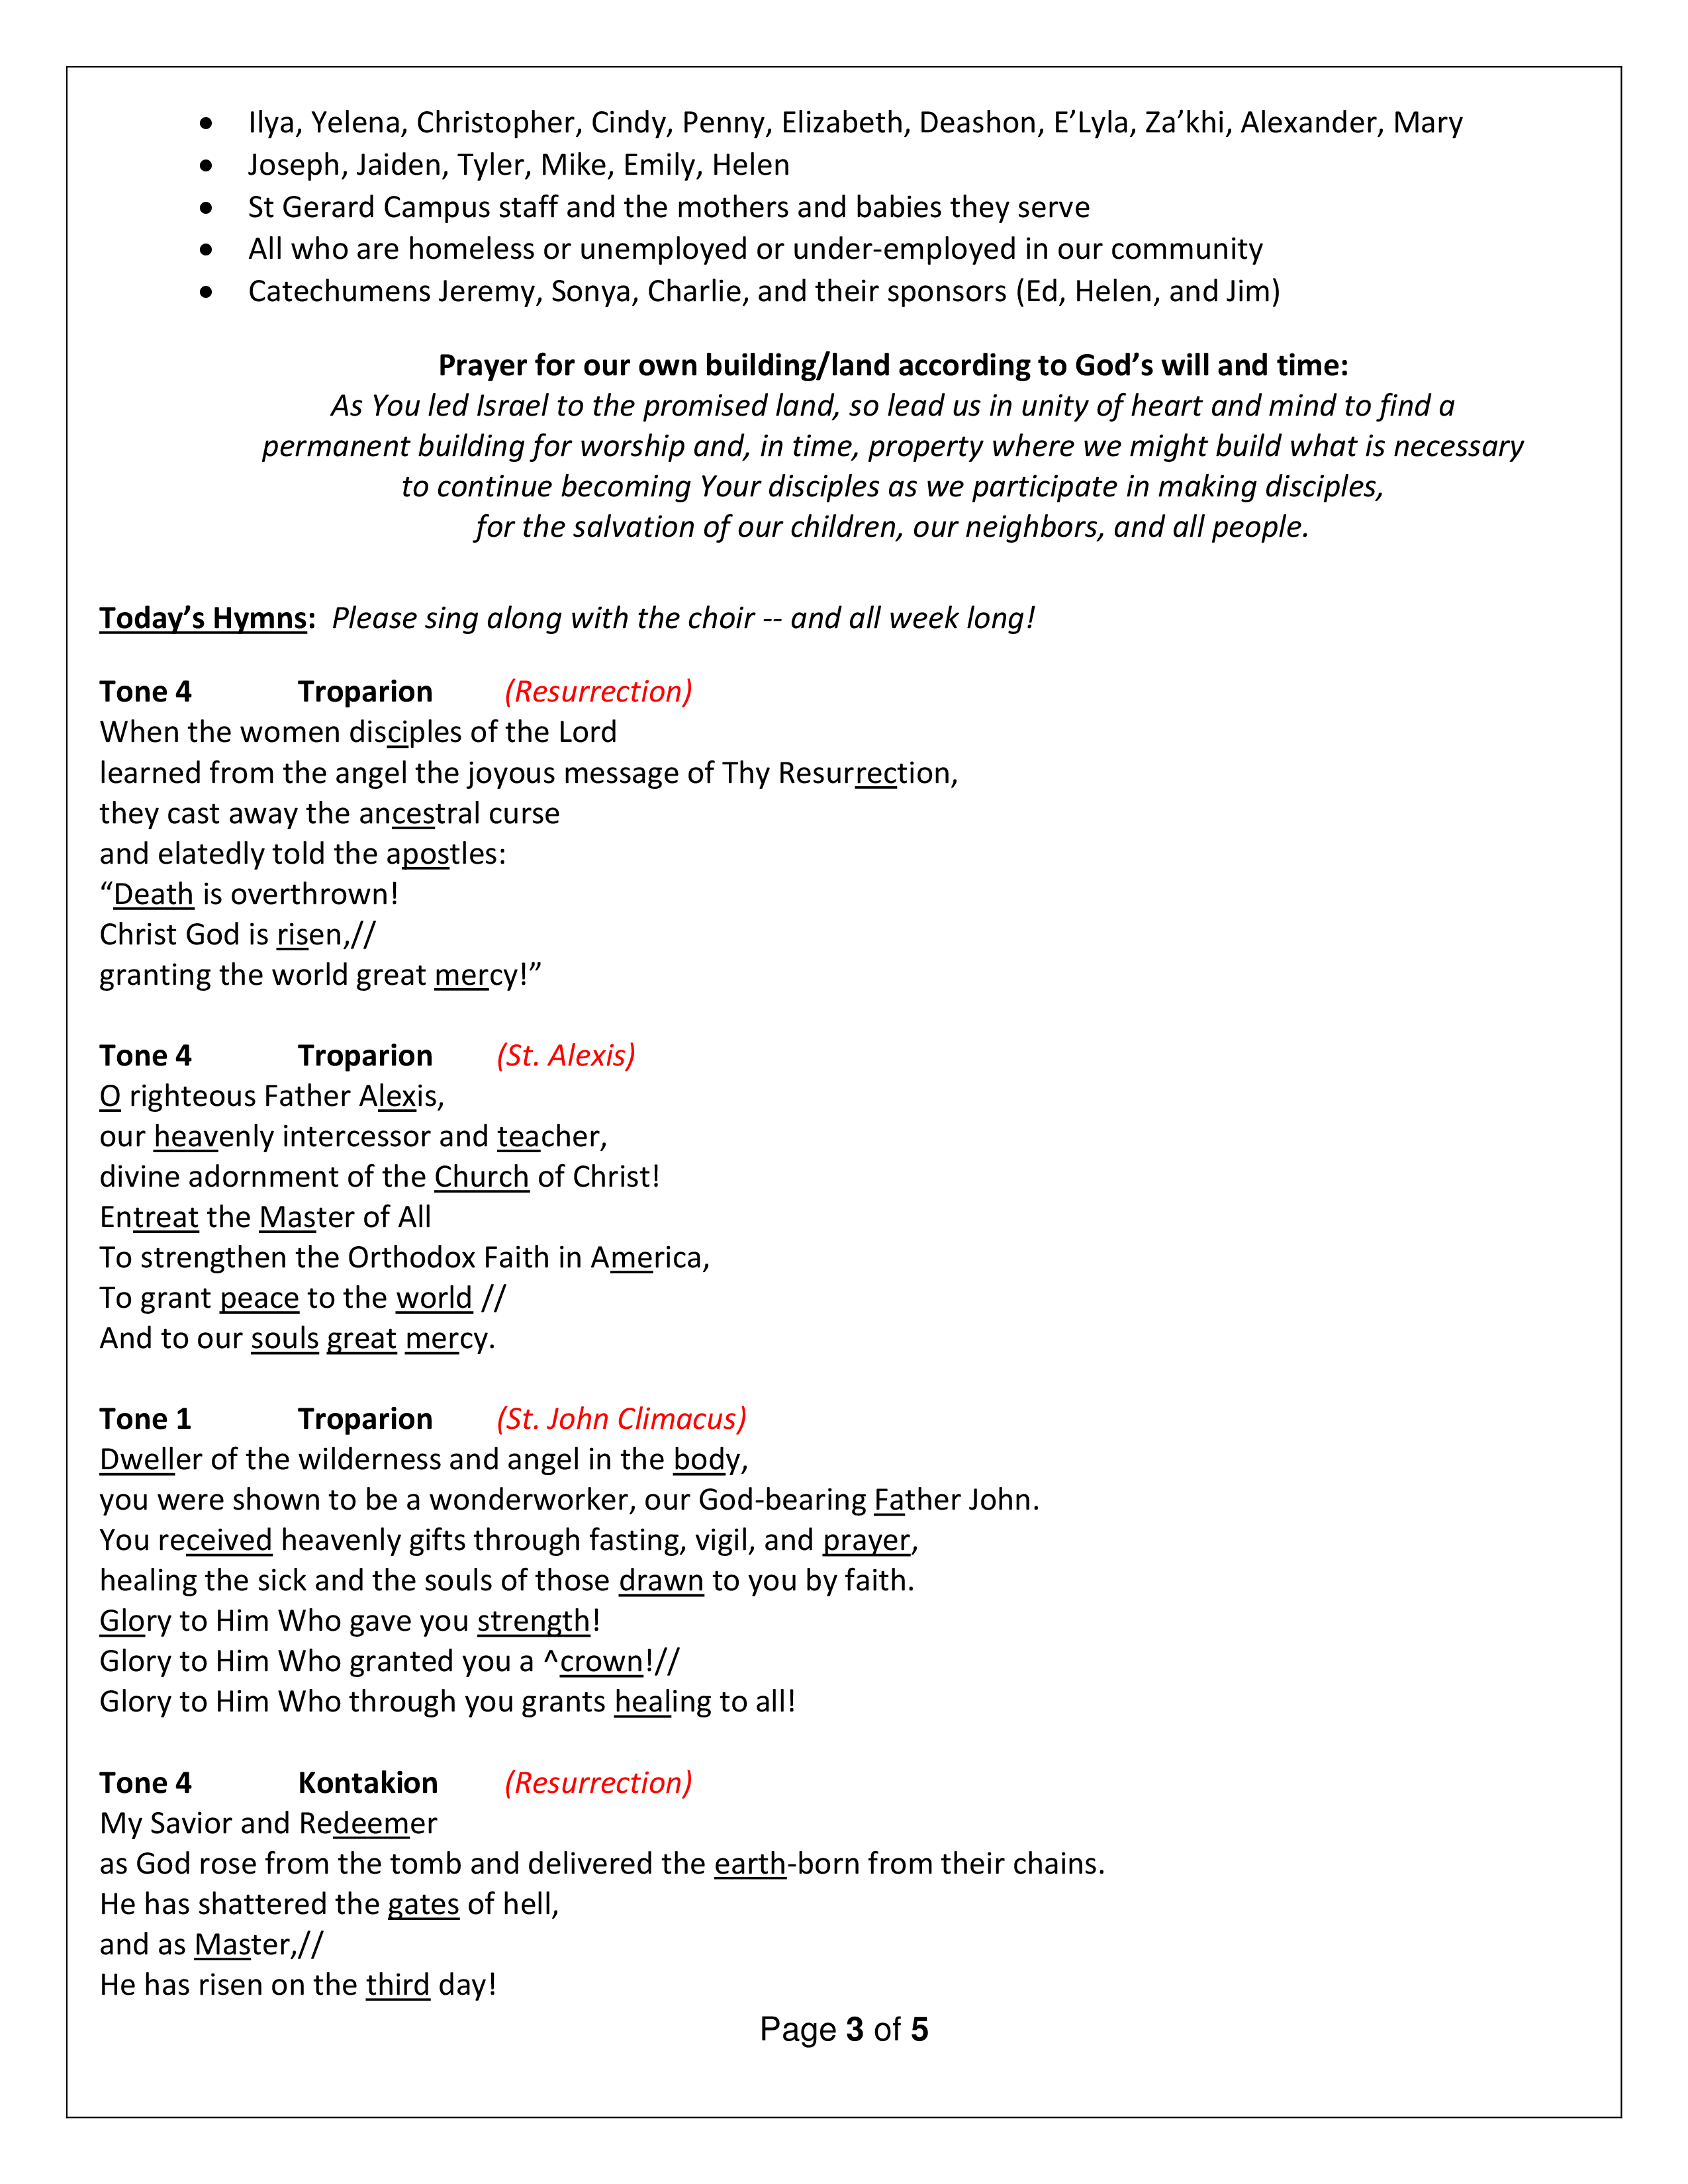 • Ilya, Yelena, Christopher, Cindy, Penny, Elizabeth, Deashon, E’Lyla, Za’khi, Alexander, Mary
• Joseph, Jaiden, Tyler, Mike, Emily, Helen
• St Gerard Campus staff and the mothers and babies they serve
• All who are homeless or unemployed or under-employed in our community
• Catechumens Jeremy, Sonya, Charlie, and their sponsors (Ed, Helen, and Jim)
Prayer for our own building/land according to God’s will and time:
As You led Israel to the promised land, so lead us in unity of heart and mind to find a
permanent building for worship and, in time, property where we might build what is necessary
to continue becoming Your disciples as we participate in making disciples,
for the salvation of our children, our neighbors, and all people.
Today’s Hymns: Please sing along with the choir -- and all week long!
Tone 4 Troparion (Resurrection)
When the women disciples of the Lord
learned from the angel the joyous message of Thy Resurrection,
they cast away the ancestral curse
and elatedly told the apostles:
“Death is overthrown!
Christ God is risen,//
granting the world great mercy!”
Tone 4 Troparion (St. Alexis)
O righteous Father Alexis,
our heavenly intercessor and teacher,
divine adornment of the Church of Christ!
Entreat the Master of All
To strengthen the Orthodox Faith in America,
To grant peace to the world //
And to our souls great mercy.
Tone 1 Troparion (St. John Climacus)
Dweller of the wilderness and angel in the body,
you were shown to be a wonderworker, our God-bearing Father John.
You received heavenly gifts through fasting, vigil, and prayer,
healing the sick and the souls of those drawn to you by faith.
Glory to Him Who gave you strength!
Glory to Him Who granted you a ^crown!//
Glory to Him Who through you grants healing to all!
Tone 4 Kontakion (Resurrection)
My Savior and Redeemer
as God rose from the tomb and delivered the earth-born from their chains.
He has shattered the gates of hell,
and as Master,//
He has risen on the third day!
Page 3 of 5